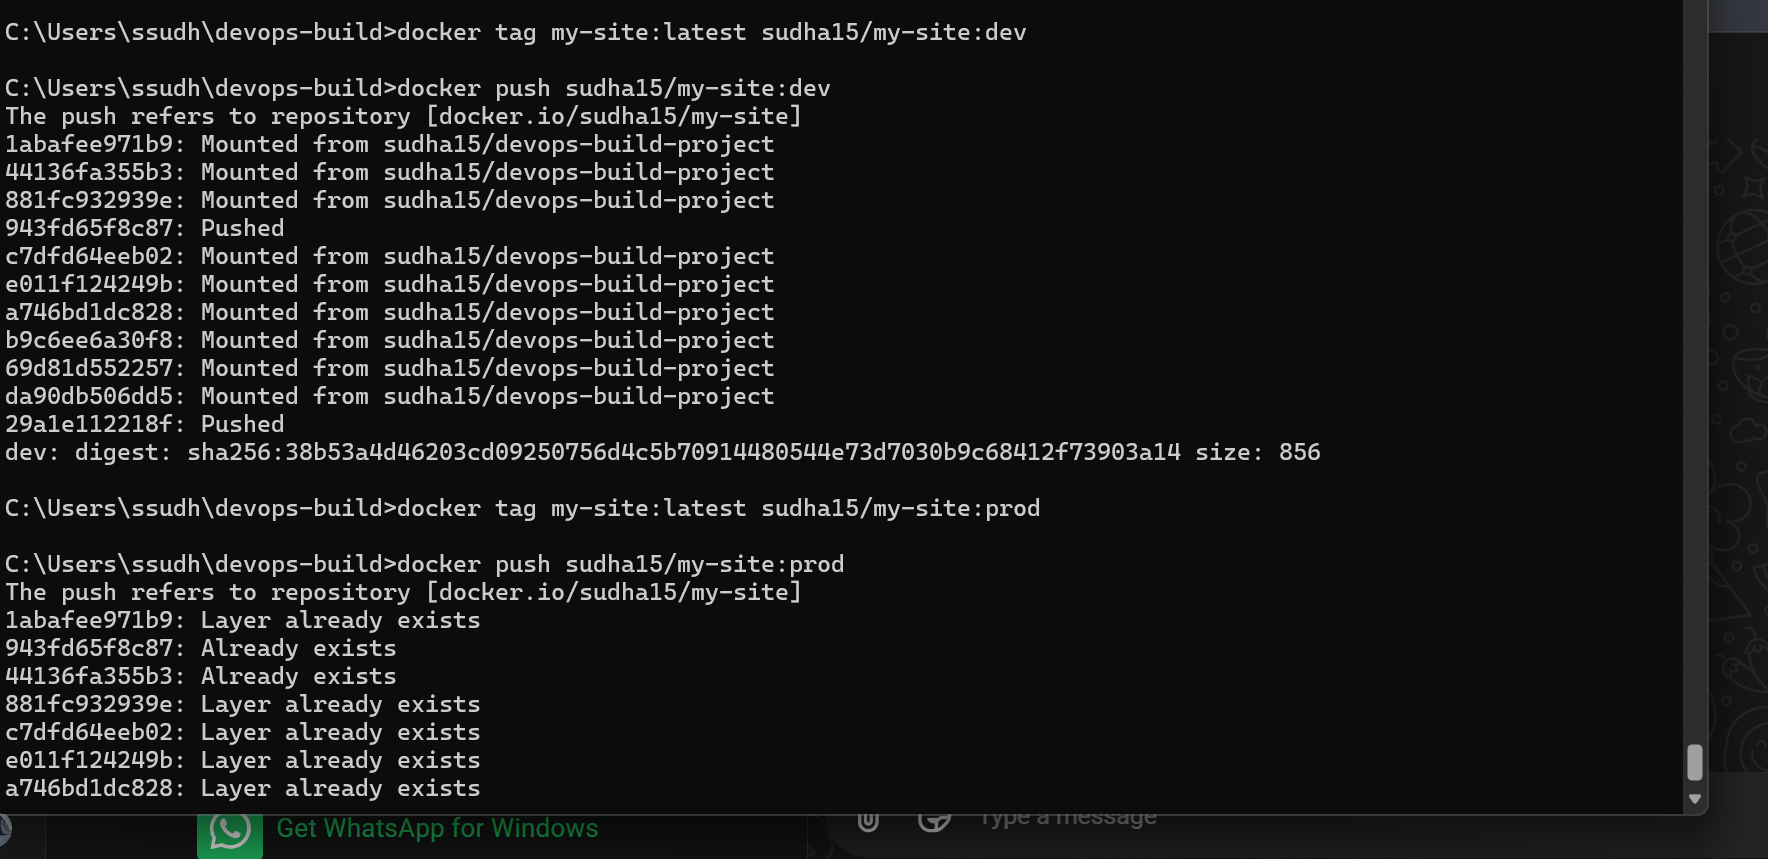 C:\Users\ssudh\devops-build>docker tag my-site:latest sudha15/my-site:dev
C:\Users\ssudh\devops-build>docker push sudha15/my-site:dev
The push refers to repository [docker.io/sudha15/my-site]
1abafee971b9: Mounted from sudha15/devops-build-project
44136fa355b3: Mounted from sudha15/devops-build-project
881fc932939e: Mounted from sudha15/devops-build-project
943fd65f8c87: Pushed
c7dfd64eeb02: Mounted from sudha15/devops-build-project
e011f124249b: Mounted from sudha15/devops-build-project
a746bd1dc828: Mounted from sudha15/devops-build-project
b9c6ee6a30f8: Mounted from sudha15/devops-build-project
69d81d552257: Mounted from sudha15/devops-build-project
da90db506dd5: Mounted from sudha15/devops-build-project
29a1e112218f: Pushed
dev: digest: sha256:38b53a4d46203cd09250756d4c5b70914480544e73d7030b9c68412f73903a14 size: 856
C:\Users\ssudh\devops-build>docker tag my-site:latest sudha15/my-site:prod
C:\Users\ssudh\devops-build>docker push sudha15/my-site:prod
The push refers to repository [docker.io/sudha15/my-site]
1abafee971b9: Layer already exists
943fd65f8c87: Already exists
44136fa355b3: Already exists
881fc932939e: Layer already exists
c7dfd64eeb02: Layer already exists
e011f124249b: Layer already exists
a746bd1dc828: Layer already exists
Get WhatsApp for Windows
Type a message